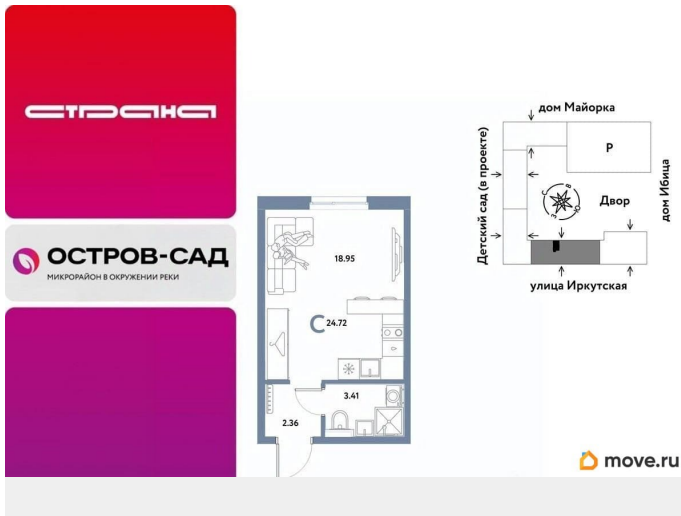 СТРАНА
ОСТРОВ-САД
МИКРОРАЙОН В ОКРУЖЕНИИ РЕКИ
18.95
С 24.72
3.41
2.36
дом Майорка
Детский сад (в проекте)
Р
С
В
З
Ю
Двор
дом Ибица
улица Иркутская
move.ru